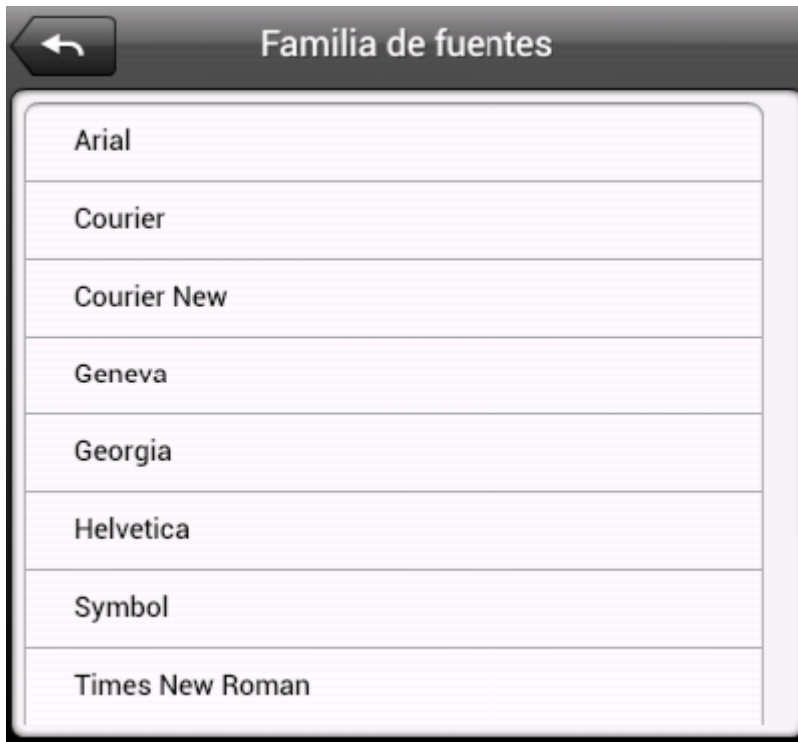 Familia de fuentes
Arial
Courier
Courier New
Geneva
Georgia
Helvetica
Symbol
Times New Roman